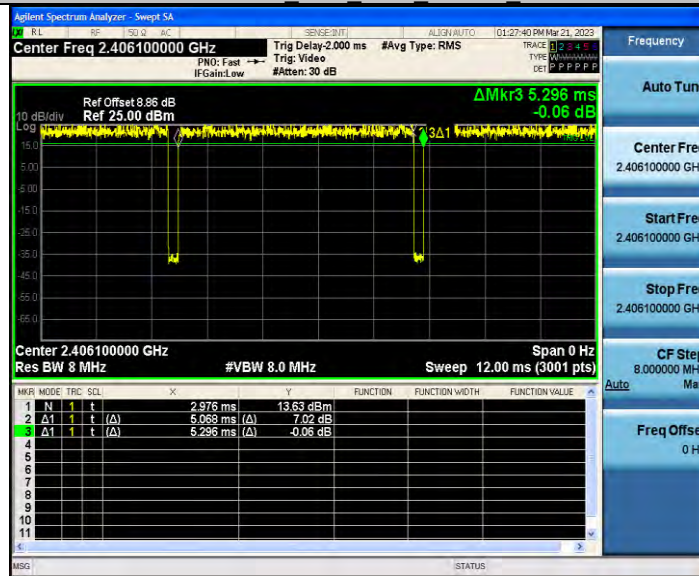 Agilent Spectrum Analyzer - Swept SA
RL RF 50 Ω AC SENSE:INT ALIGN AUTO 01:27:40 PM Mar 21, 2023
Center Freq 2.406100000 GHz
PNO: Fast
IFGain:Low
Trig Delay-2.000 ms
Trig: Video
#Atten: 30 dB
#Avg Type: RMS
TRACE 1 2 3 4 5 6
TYPE
DET P P P P P P
ΔMkr3 5.296 ms
-0.06 dB
Ref Offset 8.86 dB
10 dB/div Ref 25.00 dBm
Log
15.0
5.00
-5.00
-15.0
-25.0
-35.0
-45.0
-55.0
-65.0
3Δ1
Center 2.406100000 GHz Span 0 Hz
Res BW 8 MHz #VBW 8.0 MHz Sweep 12.00 ms (3001 pts)
MKR MODE TRC SCL X Y FUNCTION FUNCTION WIDTH FUNCTION VALUE
1 N 1 t 2.976 ms 13.63 dBm
2 Δ1 1 t (Δ) 5.068 ms (Δ) 7.02 dB
3 Δ1 1 t (Δ) 5.296 ms (Δ) -0.06 dB
4
5
6
7
8
9
10
11
MSG STATUS
Frequency
Auto Tun
Center Fre
2.406100000 GH
Start Fre
2.406100000 GH
Stop Fre
2.406100000 GH
CF Ste
8.000000 MH
Auto Ma
Freq Offse
0 H